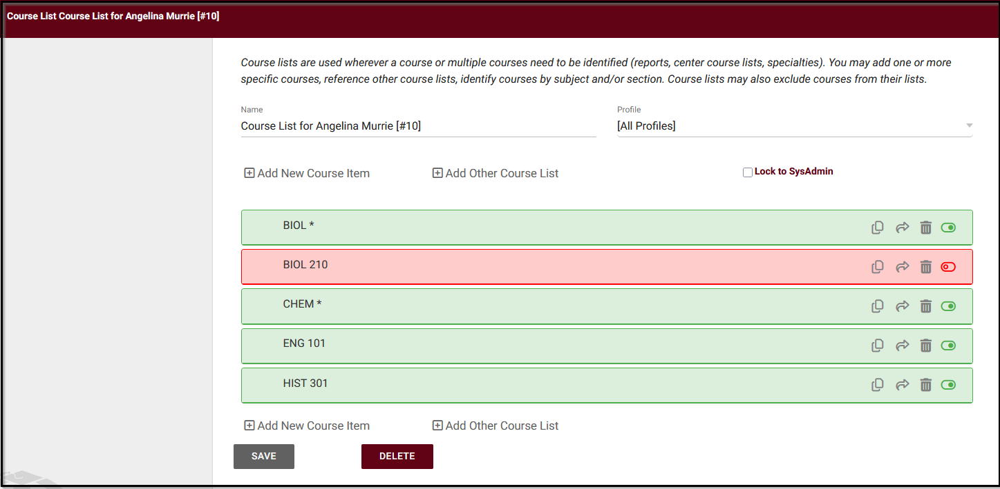 Course List Course List for Angelina Murrie [#10]
Course lists are used wherever a course or multiple courses need to be identified (reports, center course lists, specialties). You may add one or more
specific courses, reference other course lists, identify courses by subject and/or section. Course lists may also exclude courses from their lists.
Name
Course List for Angelina Murrie [#10]
Profile
[All Profiles]
Add New Course Item
Add Other Course List
Lock to SysAdmin
BIOL *
BIOL 210
CHEM *
ENG 101
HIST 301
Add New Course Item
Add Other Course List
SAVE
DELETE